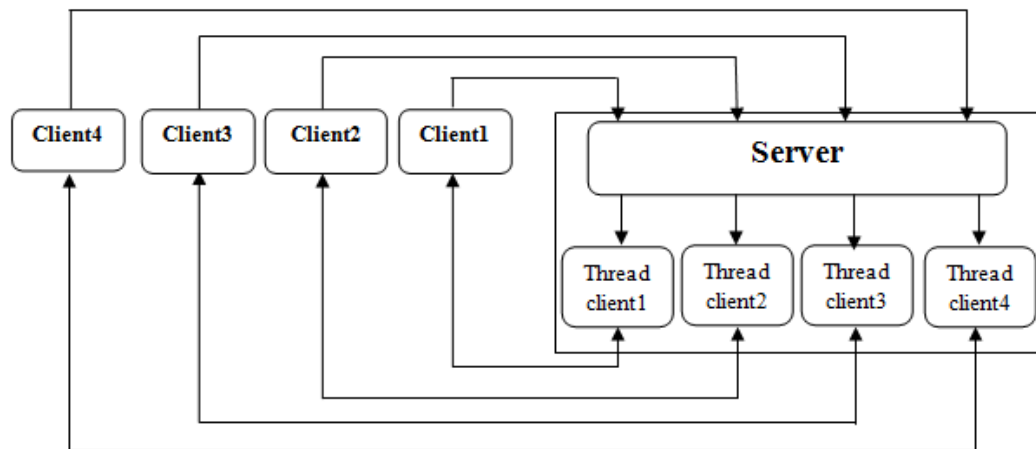 Client4
Client3
Client2
Client1
Server
Thread
client1
Thread
client2
Thread
client3
Thread
client4